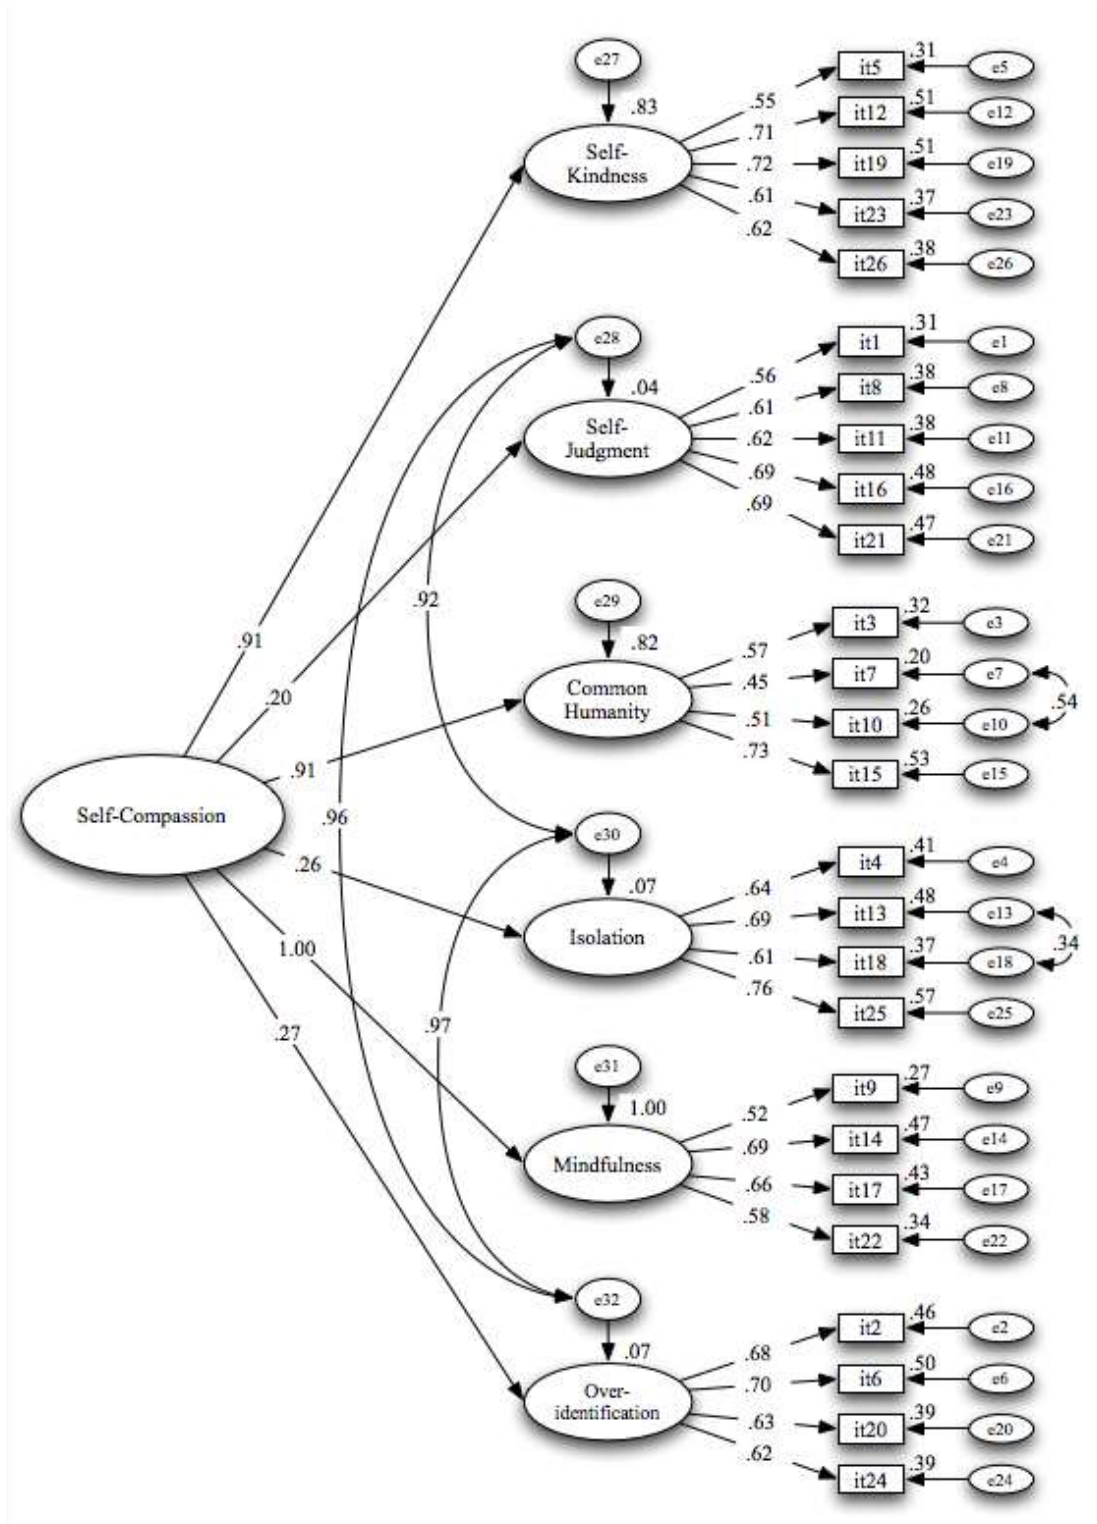 e27
.83
Self-
Kindness
.55 it5 .31 e5
.71 it12 .51 e12
.72 it19 .51 e19
.61 it23 .37 e23
.62 it26 .38 e26
e28
.04
Self-
Judgment
.56 it1 .31 e1
.61 it8 .38 e8
.62 it11 .38 e11
.69 it16 .48 e16
.69 it21 .47 e21
.92
.91
.20
e29
.82
Common
Humanity
.57 it3 .32 e3
.45 it7 .20 e7
.54
.51 it10 .26 e10
.73 it15 .53 e15
.91
Self-Compassion
.96
.26
e30
.07
Isolation
.64 it4 .41 e4
.69 it13 .48 e13
.34
.61 it18 .37 e18
.76 it25 .57 e25
1.00
.27
.97
e31
1.00
Mindfulness
.52 it9 .27 e9
.69 it14 .47 e14
.66 it17 .43 e17
.58 it22 .34 e22
e32
.07
Over-
identification
.68 it2 .46 e2
.70 it6 .50 e6
.63 it20 .39 e20
.62 it24 .39 e24